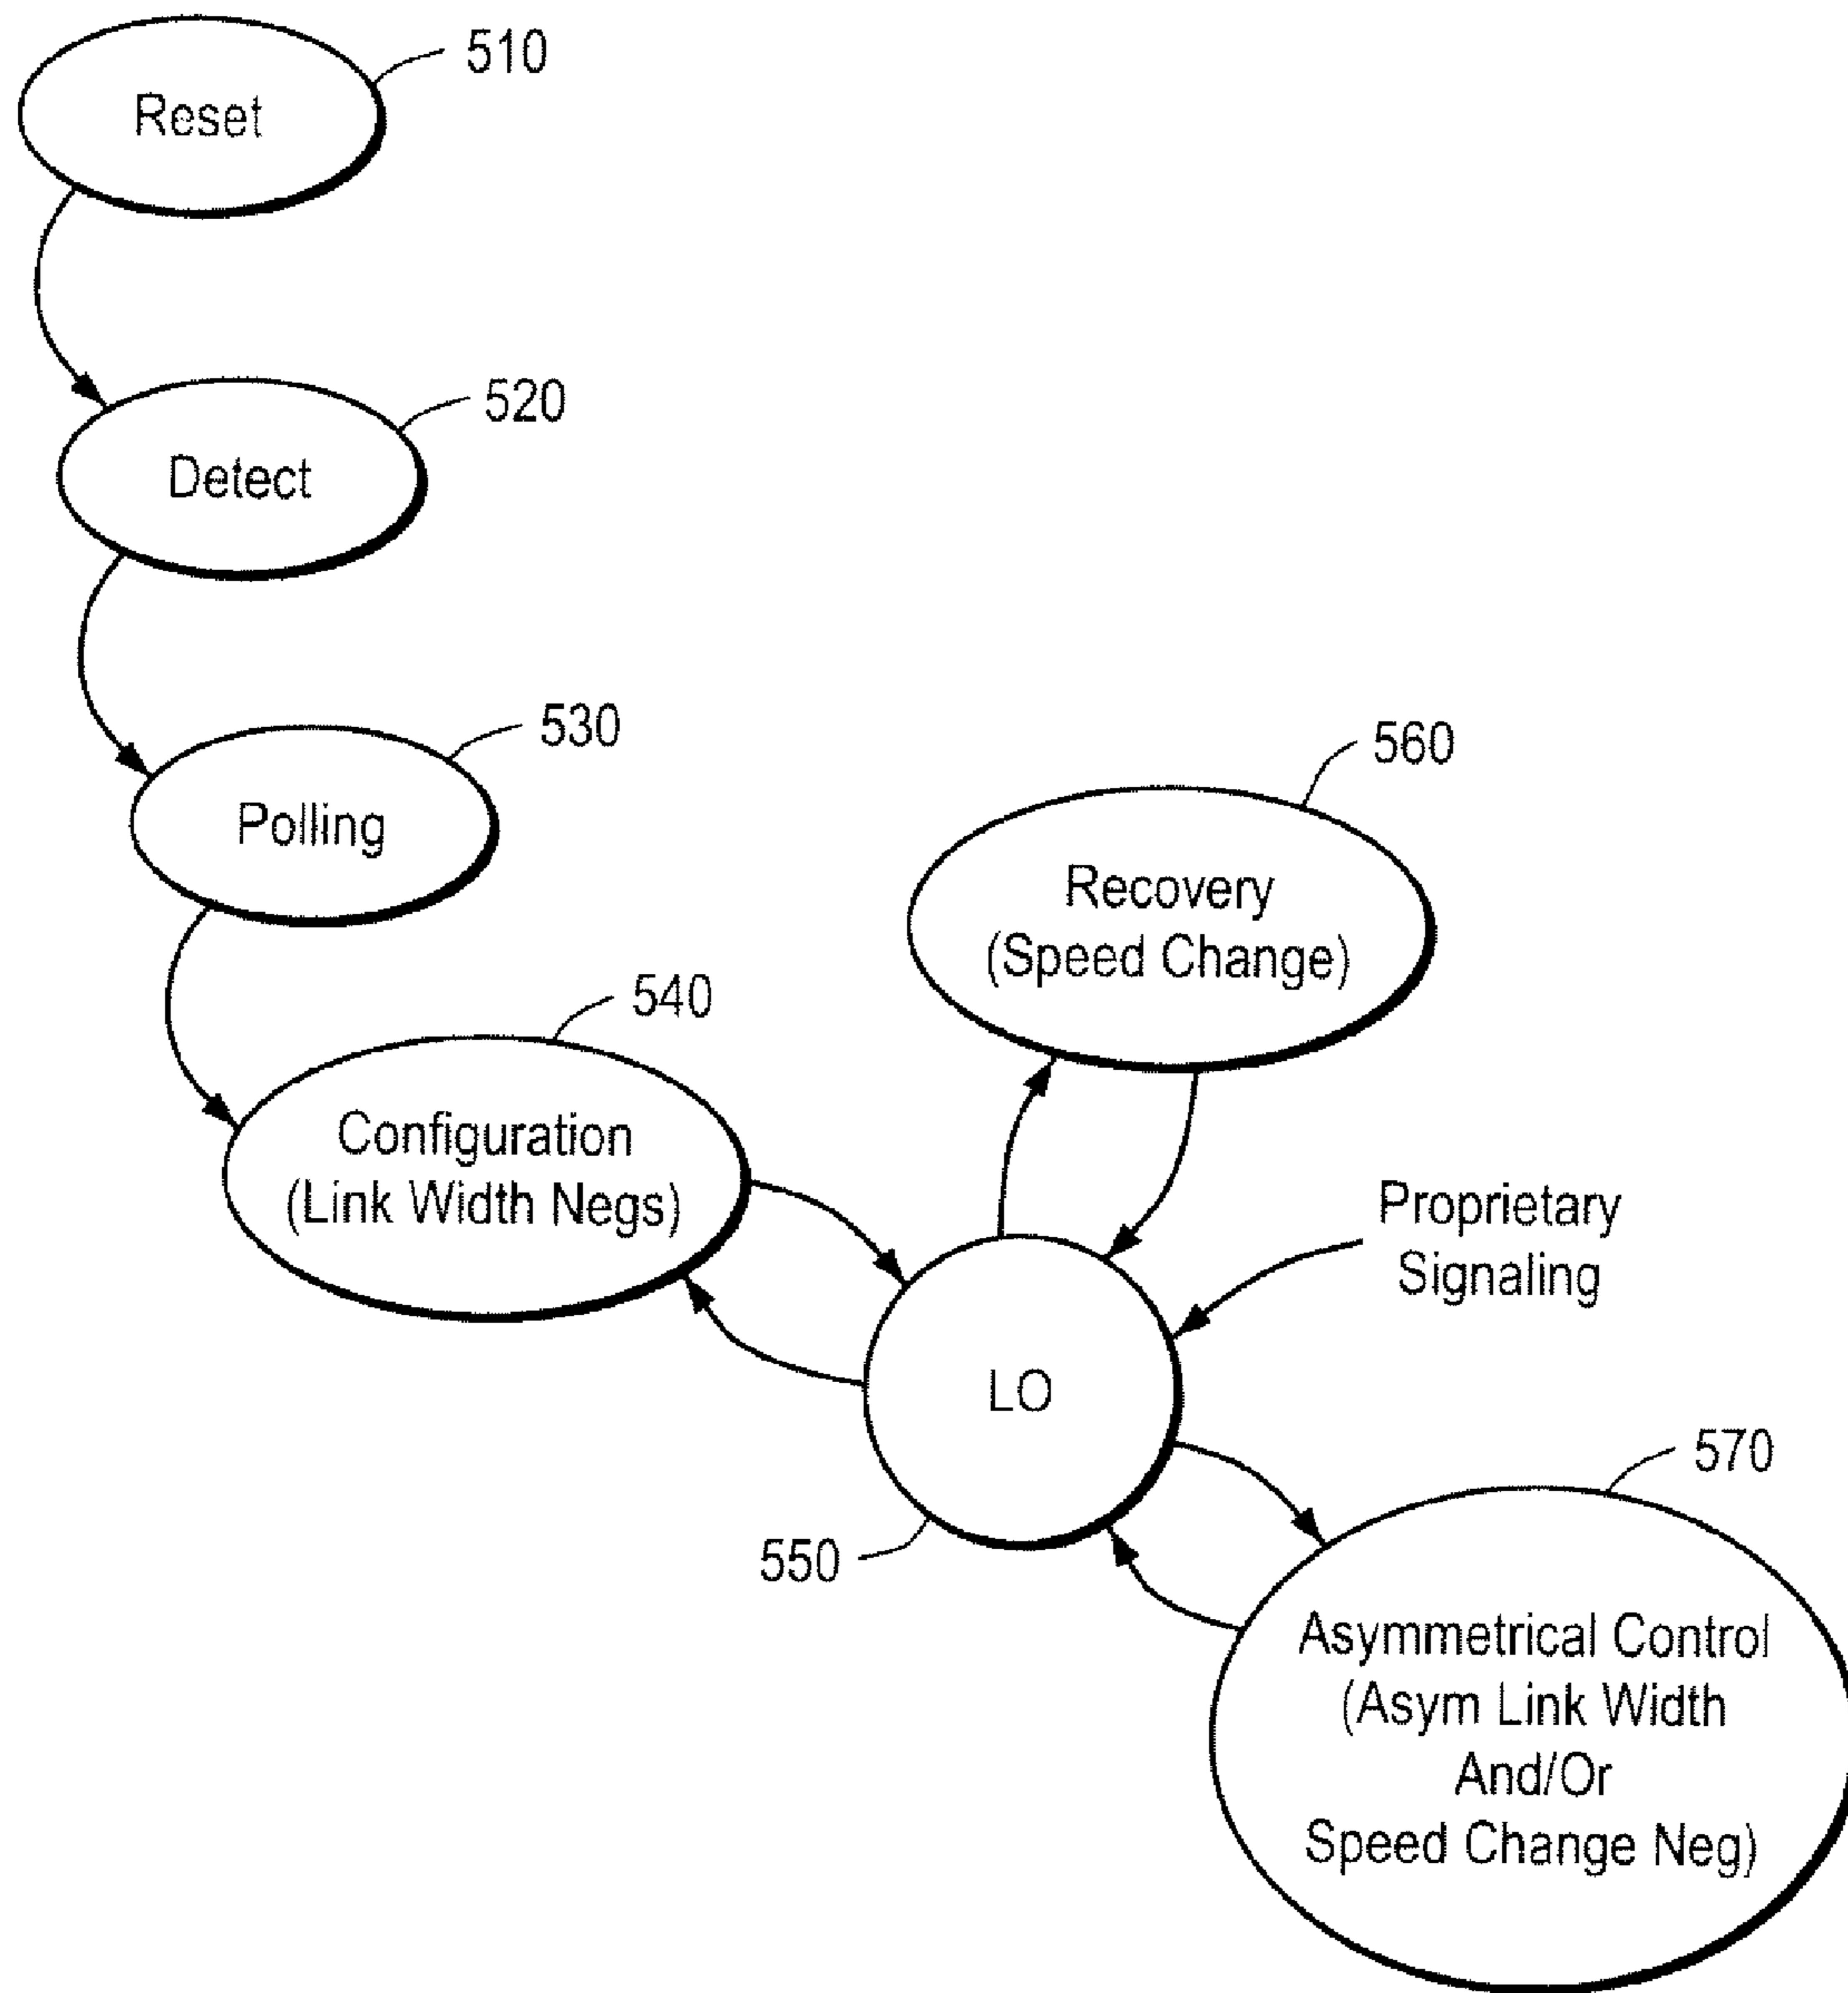 510
Reset
520
Detect
530
Polling
540
Configuration
(Link Width Negs)
560
Recovery
(Speed Change)
Proprietary
Signaling
LO
550
570
Asymmetrical Control
(Asym Link Width
And/Or
Speed Change Neg)